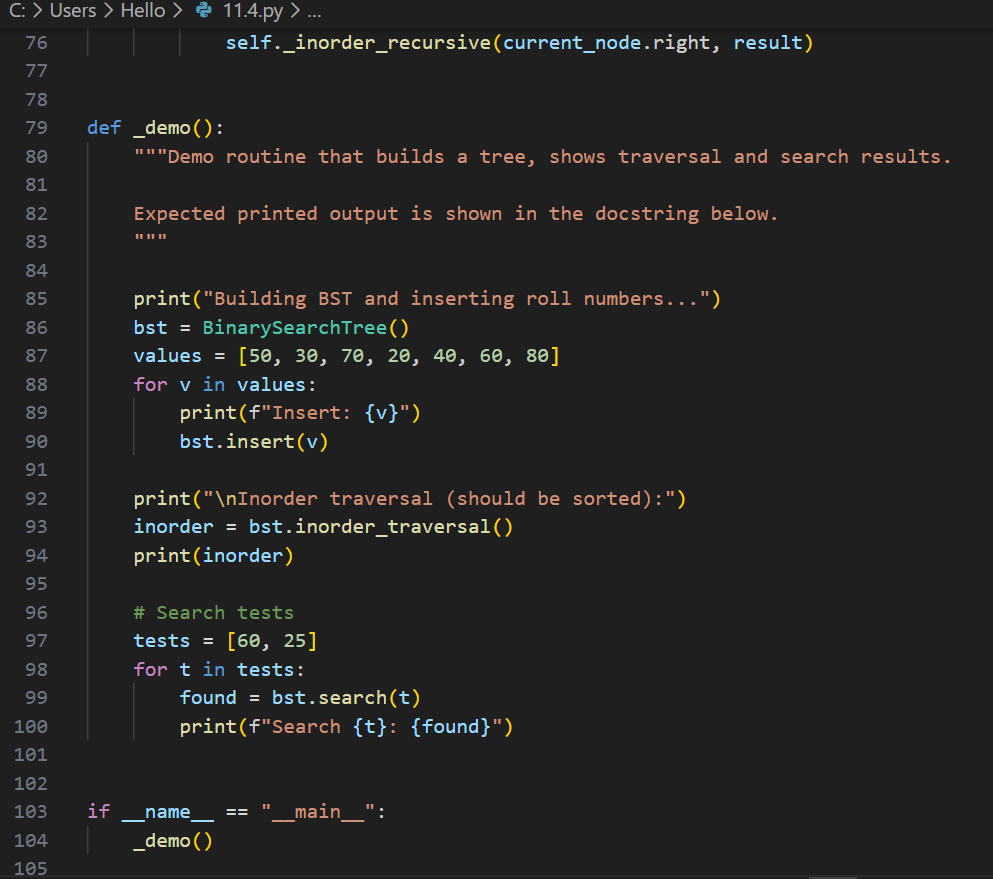 C: > Users > Hello > 11.4.py > ...
76                self._inorder_recursive(current_node.right, result)
77
78
79    def _demo():
80        """Demo routine that builds a tree, shows traversal and search results.
81
82        Expected printed output is shown in the docstring below.
83        """
84
85        print("Building BST and inserting roll numbers...")
86        bst = BinarySearchTree()
87        values = [50, 30, 70, 20, 40, 60, 80]
88        for v in values:
89            print(f"Insert: {v}")
90            bst.insert(v)
91
92        print("\nInorder traversal (should be sorted):")
93        inorder = bst.inorder_traversal()
94        print(inorder)
95
96        # Search tests
97        tests = [60, 25]
98        for t in tests:
99            found = bst.search(t)
100            print(f"Search {t}: {found}")
101
102
103    if __name__ == "__main__":
104        _demo()
105